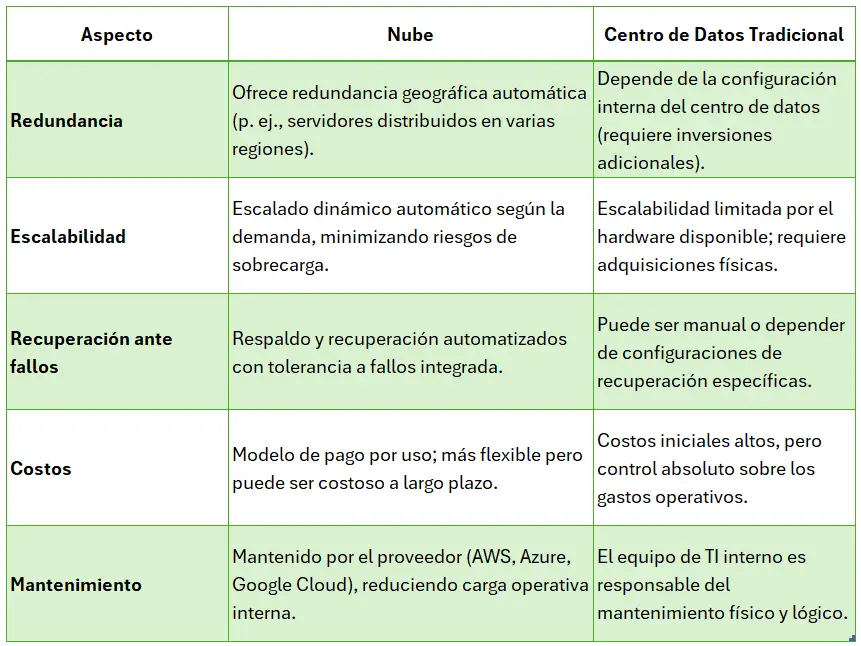 Aspecto
Nube
Centro de Datos Tradicional
Redundancia
Ofrece redundancia geográfica automática
(p. ej., servidores distribuidos en varias
regiones).
Depende de la configuración
interna del centro de datos
(requiere inversiones
adicionales).
Escalabilidad
Escalado dinámico automático según la
demanda, minimizando riesgos de
sobrecarga.
Escalabilidad limitada por el
hardware disponible; requiere
adquisiciones físicas.
Recuperación ante
fallos
Respaldo y recuperación automatizados
con tolerancia a fallos integrada.
Puede ser manual o depender
de configuraciones de
recuperación específicas.
Costos
Modelo de pago por uso; más flexible pero
puede ser costoso a largo plazo.
Costos iniciales altos, pero
control absoluto sobre los
gastos operativos.
Mantenimiento
Mantenido por el proveedor (AWS, Azure,
Google Cloud), reduciendo carga operativa
interna.
El equipo de TI interno es
responsable del
mantenimiento físico y lógico.